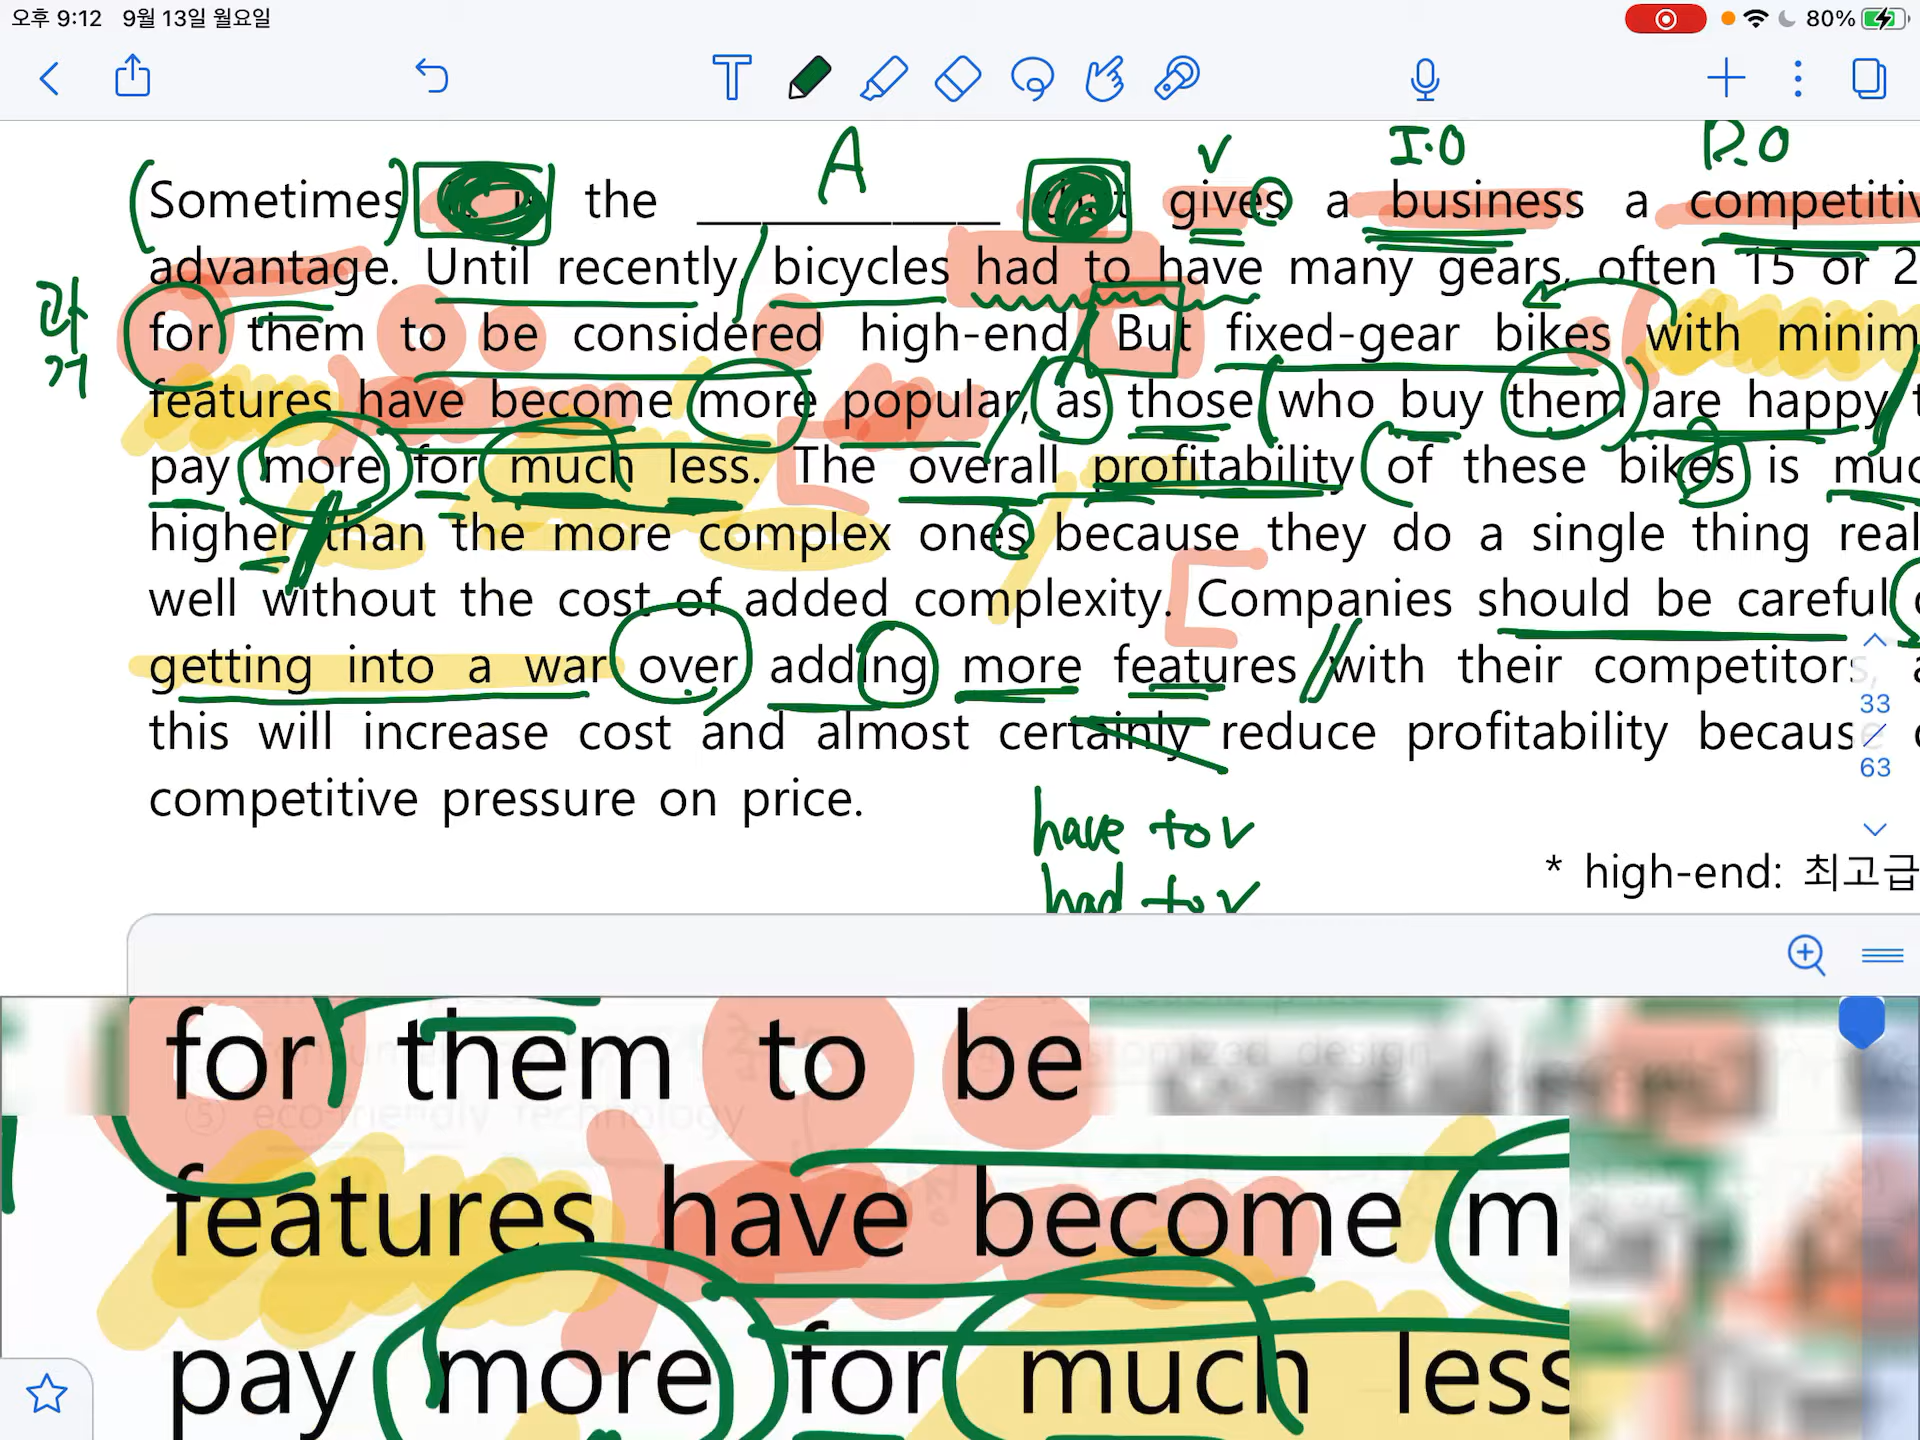 오후 9:12 9월 13일 월요일 80%
A V I.O D.O
(Sometimes) the ____________ gives a business a competitiv
advantage. Until recently, bicycles had to have many gears, often 15 or 2
과거
for them to be considered high-end. But fixed-gear bikes with minim
features have become more popular, as those who buy them are happy t
pay more for much less. The overall profitability of these bikes is muc
higher than the more complex ones because they do a single thing real
well without the cost of added complexity. Companies should be careful
getting into a war over adding more features with their competitors, a
this will increase cost and almost certainly reduce profitability because
competitive pressure on price.
33
63
have to v
had to v
* high-end: 최고급
for them to be
features have become m
pay more for much less
⑤ eco-friendly technology